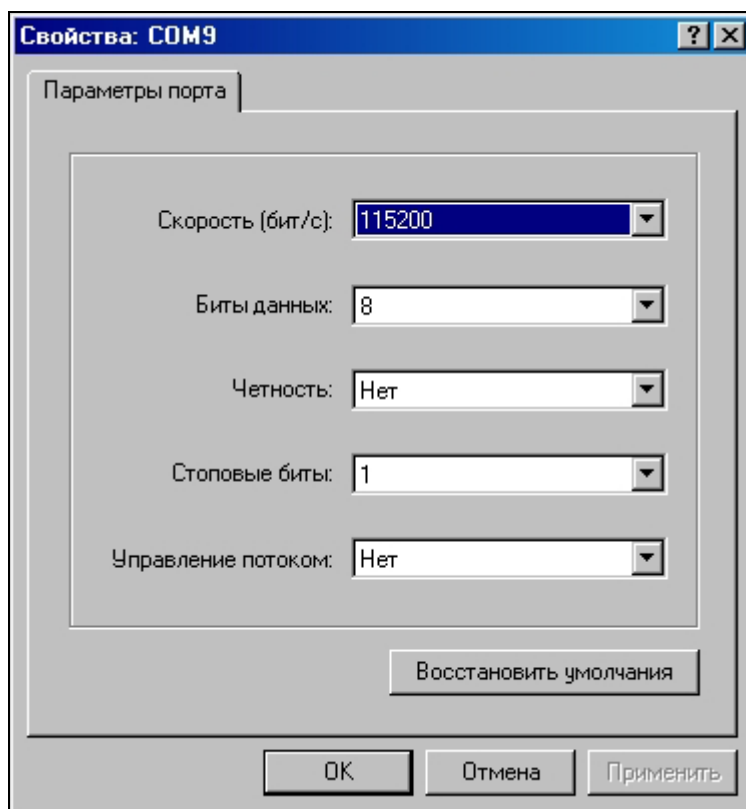 Свойства: COM9
Параметры порта
Скорость (бит/с): 115200
Биты данных: 8
Четность: Нет
Стоповые биты: 1
Управление потоком: Нет
Восстановить умолчания
OK Отмена Применить